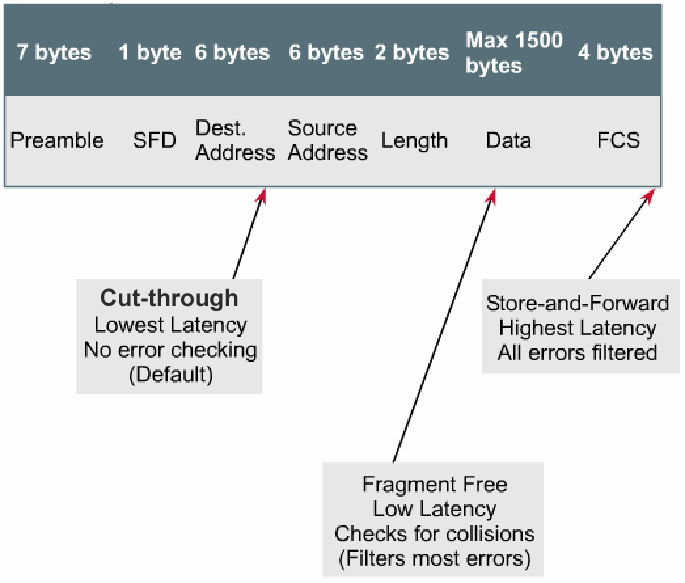 7 bytes 1 byte 6 bytes 6 bytes 2 bytes Max 1500 bytes 4 bytes
Preamble SFD Dest. Address Source Address Length Data FCS
Cut-through
Lowest Latency
No error checking
(Default)
Store-and-Forward
Highest Latency
All errors filtered
Fragment Free
Low Latency
Checks for collisions
(Filters most errors)